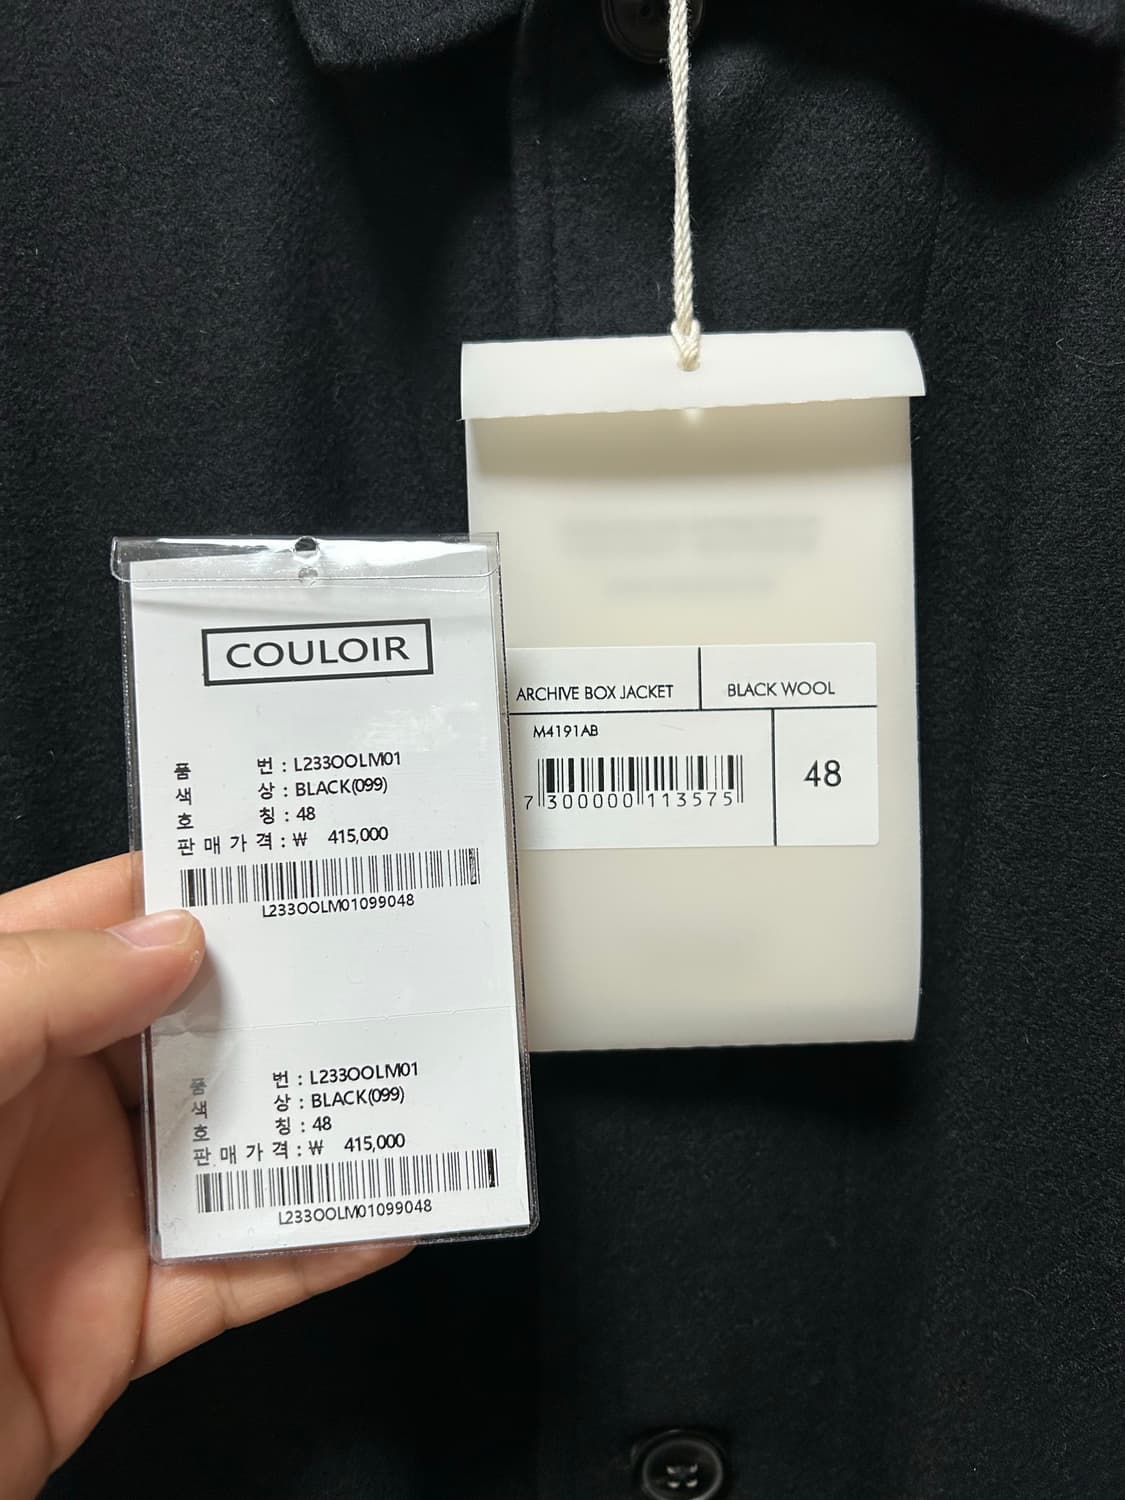 COULOIR
품 번 : L233OOLM01
색 상 : BLACK(099)
호 칭 : 48
판 매 가 격 : ₩ 415,000
L233OOLM01099048
품 번 : L233OOLM01
색 상 : BLACK(099)
호 칭 : 48
판 매 가 격 : ₩ 415,000
L233OOLM01099048
ARCHIVE BOX JACKET
BLACK WOOL
M4191AB
7 300000 113575
48